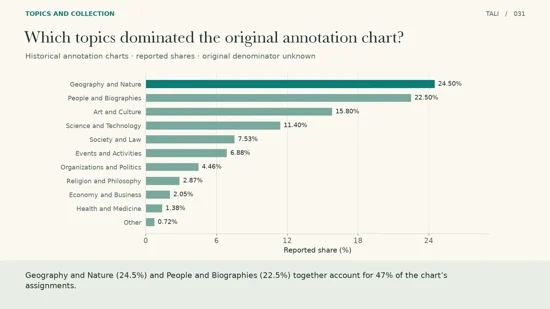 TOPICS AND COLLECTION
TALI / 031
Which topics dominated the original annotation chart?
Historical annotation charts · reported shares · original denominator unknown
Geography and Nature 24.50%
People and Biographies 22.50%
Art and Culture 15.80%
Science and Technology 11.40%
Society and Law 7.53%
Events and Activities 6.88%
Organizations and Politics 4.46%
Religion and Philosophy 2.87%
Economy and Business 2.05%
Health and Medicine 1.38%
Other 0.72%
0 6 12 18 24
Reported share (%)
Geography and Nature (24.5%) and People and Biographies (22.5%) together account for 47% of the chart's
assignments.